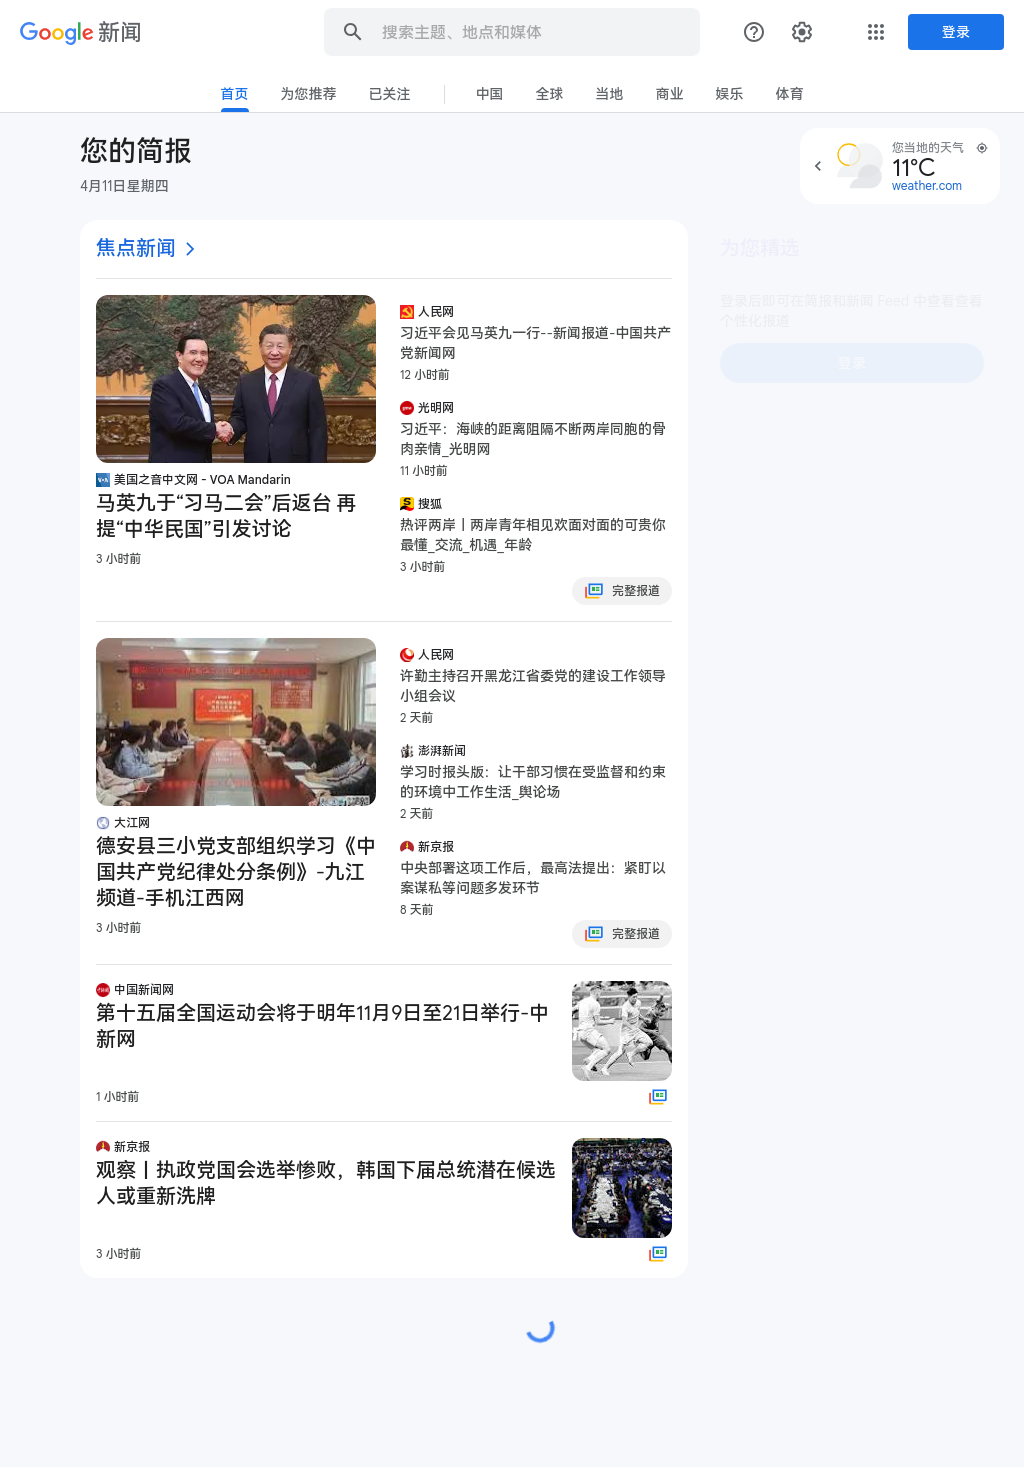 Google 新闻
搜索主题、地点和媒体
登录
首页
为您推荐
已关注
中国
全球
当地
商业
娱乐
体育
您的简报
4月11日星期四
您当地的天气
11°C
weather.com
焦点新闻
美国之音中文网 - VOA Mandarin
马英九于“习马二会”后返台 再
提“中华民国”引发讨论
3 小时前
人民网
习近平会见马英九一行--新闻报道-中国共产
党新闻网
12 小时前
光明网
习近平：海峡的距离阻隔不断两岸同胞的骨
肉亲情_光明网
11 小时前
搜狐
热评两岸丨两岸青年相见欢面对面的可贵你
最懂_交流_机遇_年龄
3 小时前
完整报道
大江网
德安县三小党支部组织学习《中
国共产党纪律处分条例》-九江
频道-手机江西网
3 小时前
人民网
许勤主持召开黑龙江省委党的建设工作领导
小组会议
2 天前
澎湃新闻
学习时报头版：让干部习惯在受监督和约束
的环境中工作生活_舆论场
2 天前
新京报
中央部署这项工作后，最高法提出：紧盯以
案谋私等问题多发环节
8 天前
完整报道
中国新闻网
第十五届全国运动会将于明年11月9日至21日举行-中
新网
1 小时前
新京报
观察丨执政党国会选举惨败，韩国下届总统潜在候选
人或重新洗牌
3 小时前
为您精选
登录后即可在简报和新闻 Feed 中查看查看
个性化报道
登录